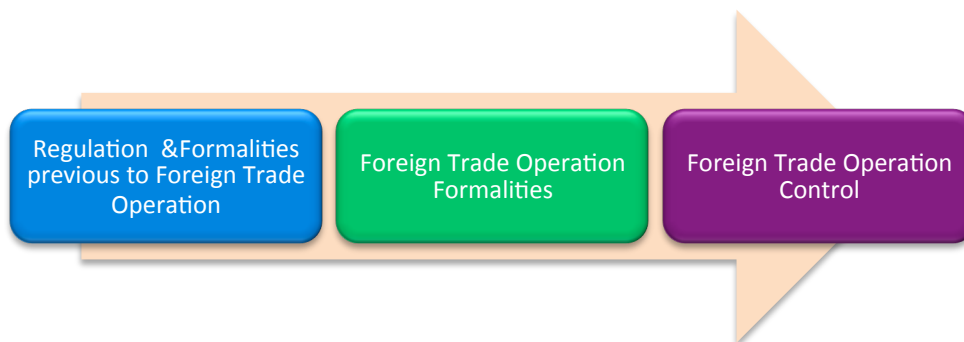 Regulation &Formalities
previous to Foreign Trade
Operation
Foreign Trade Operation
Formalities
Foreign Trade Operation
Control